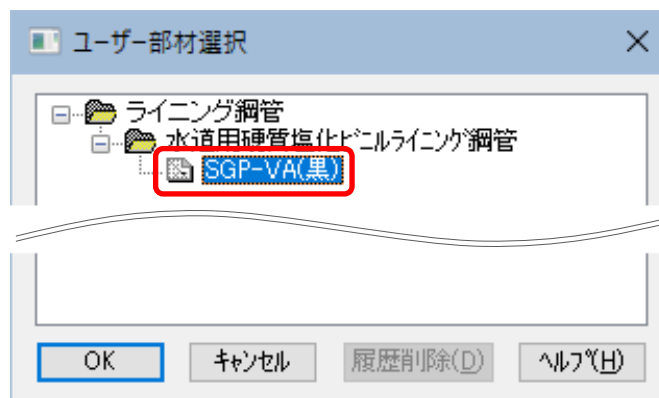 ユーザー部材選択
ライニング鋼管
水道用硬質塩化ビニルライニング鋼管
SGP-VA(黒)
OK キャンセル 履歴削除(D) ヘルプ(H)